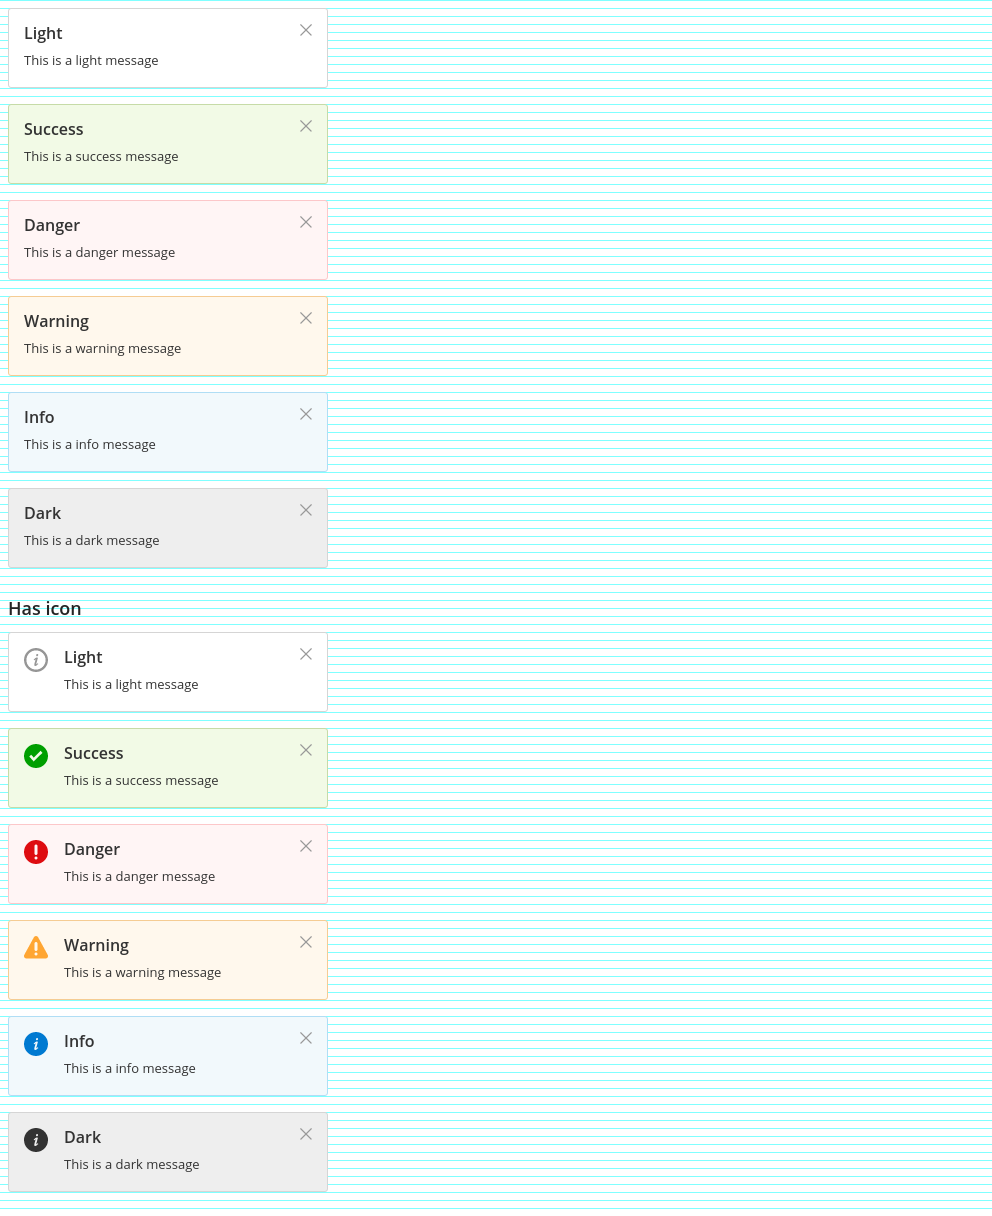 Light
This is a light message
Success
This is a success message
Danger
This is a danger message
Warning
This is a warning message
Info
This is a info message
Dark
This is a dark message
Has icon
Light
This is a light message
Success
This is a success message
Danger
This is a danger message
Warning
This is a warning message
Info
This is a info message
Dark
This is a dark message